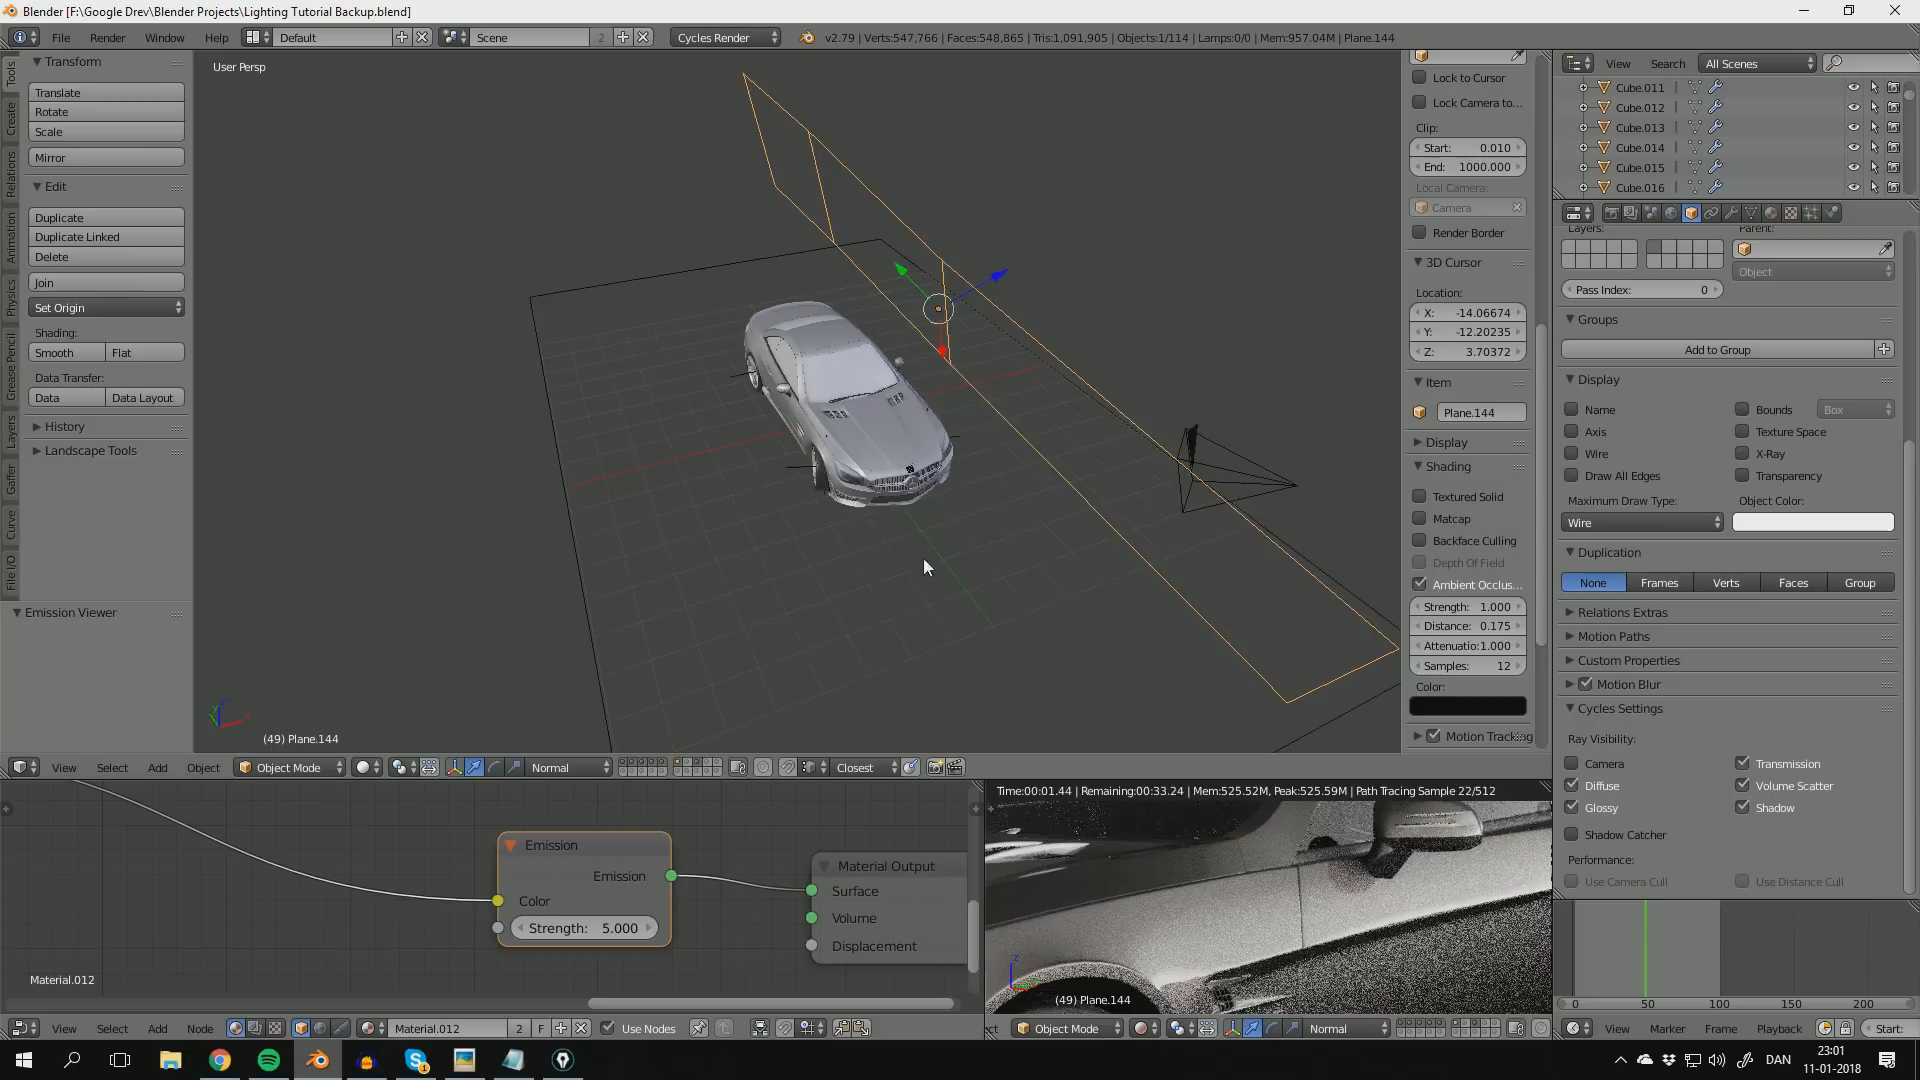 Blender [F:\Google Drev\Blender Projects\Lighting Tutorial Backup.blend]
File Render Window Help Default Scene 2 Cycles Render v2.79 | Verts:547,766 | Faces:548,865 | Tris:1,091,905 | Objects:1/114 | Lamps:0/0 | Mem:957.04M | Plane.144
Tools
Create
Relations
Animation
Physics
Grease Pencil
Layers
Gaffer
Curve
File I/O
Transform
Translate
Rotate
Scale
Mirror
Edit
Duplicate
Duplicate Linked
Delete
Join
Set Origin
Shading:
Smooth Flat
Data Transfer:
Data Data Layout
History
Landscape Tools
Emission Viewer
User Persp
(49) Plane.144
Lock to Cursor
Lock Camera to...
Clip:
Start: 0.010
End: 1000.000
Local Camera:
Camera
Render Border
3D Cursor
Location:
X: -14.06674
Y: -12.20235
Z: 3.70372
Item
Plane.144
Display
Shading
Textured Solid
Matcap
Backface Culling
Depth Of Field
Ambient Occlus...
Strength: 1.000
Distance: 0.175
Attenuatio:1.000
Samples: 12
Color:
Motion Tracking
View Search All Scenes
Cube.011
Cube.012
Cube.013
Cube.014
Cube.015
Cube.016
Layers: Parent:
Object
Pass Index: 0
Groups
Add to Group
Display
Name Bounds Box
Axis Texture Space
Wire X-Ray
Draw All Edges Transparency
Maximum Draw Type: Object Color:
Wire
Duplication
None Frames Verts Faces Group
Relations Extras
Motion Paths
Custom Properties
Motion Blur
Cycles Settings
Ray Visibility:
Camera Transmission
Diffuse Volume Scatter
Glossy Shadow
Shadow Catcher
Performance:
Use Camera Cull Use Distance Cull
View Select Add Object Object Mode Normal Closest
Emission
Emission
Color
Strength: 5.000
Material Output
Surface
Volume
Displacement
Material.012
Time:00:01.44 | Remaining:00:33.24 | Mem:525.52M, Peak:525.59M | Path Tracing Sample 22/512
(49) Plane.144
0 50 100 150 200
View Select Add Node Material.012 2 F Use Nodes
ct Object Mode Normal
View Marker Frame Playback Start:
DAN
23:01
11-01-2018